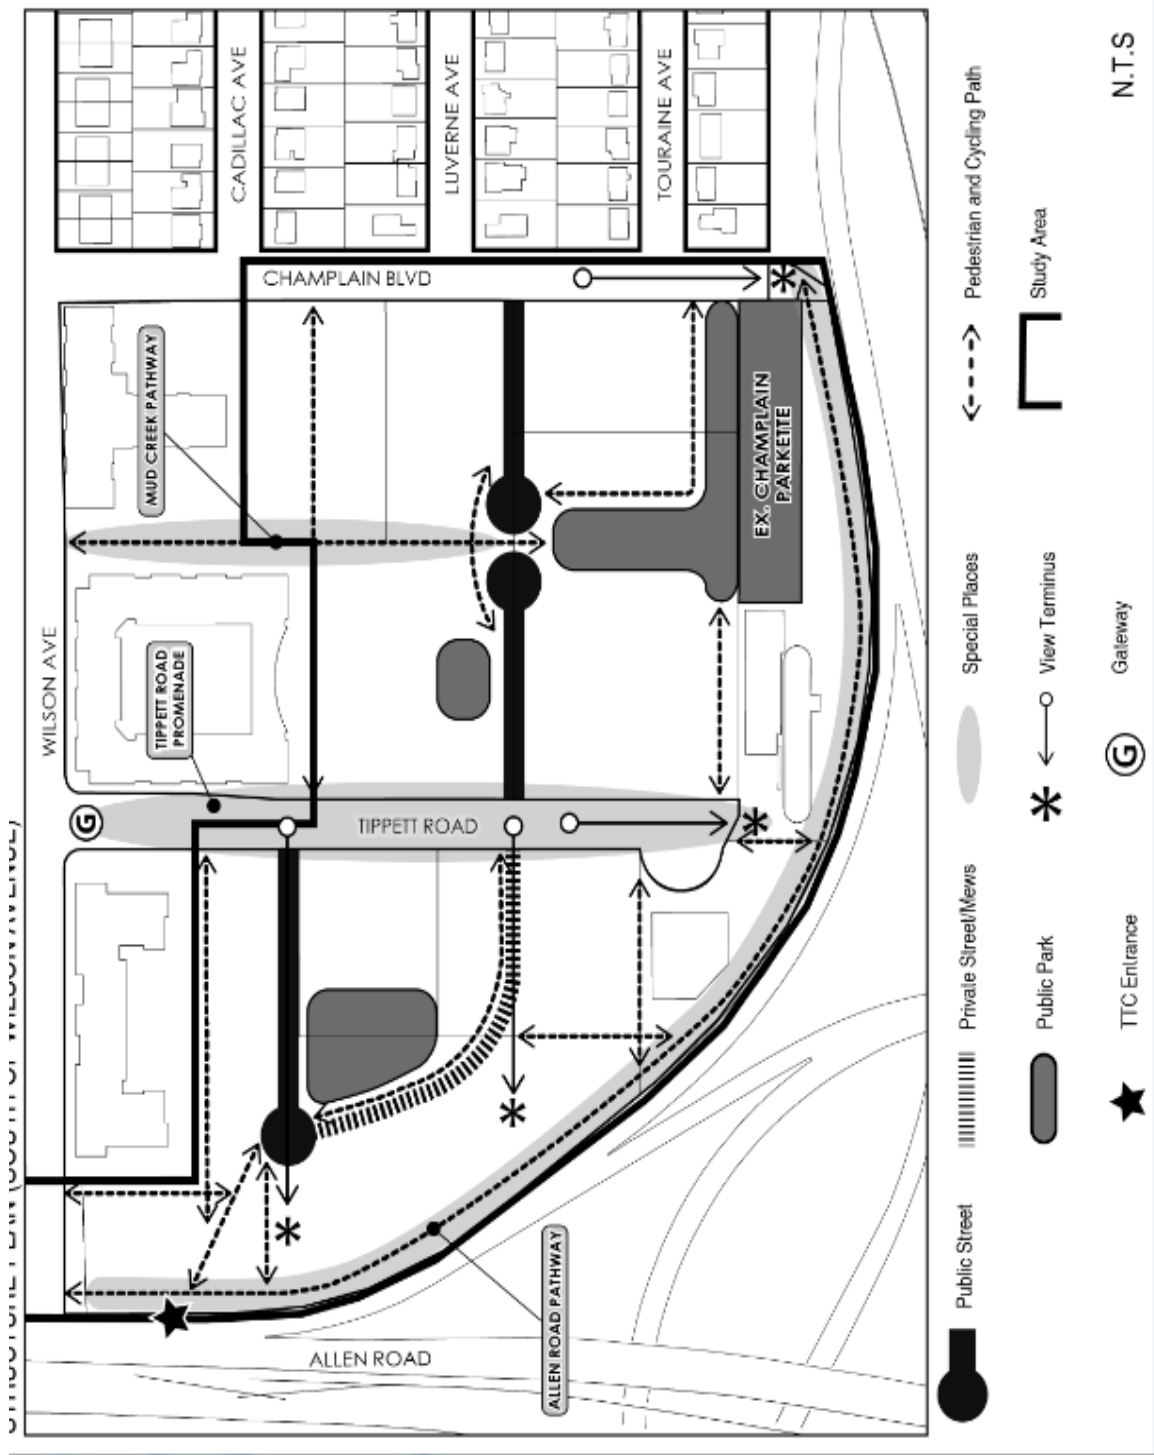 CADILLAC AVE
LUVERNE AVE
TOURAINE AVE
CHAMPLAIN BLVD
MUD CREEK PATHWAY
WILSON AVE
TIPPETT ROAD
PROMENADE
EX. CHAMPLAIN
PARKETTE
G
TIPPETT ROAD
ALLEN ROAD
ALLEN ROAD PATHWAY
Public Street
Private Street/Mews
Special Places
Pedestrian and Cycling Path
Public Park
View Terminus
Study Area
TTC Entrance
G
Gateway
N.T.S